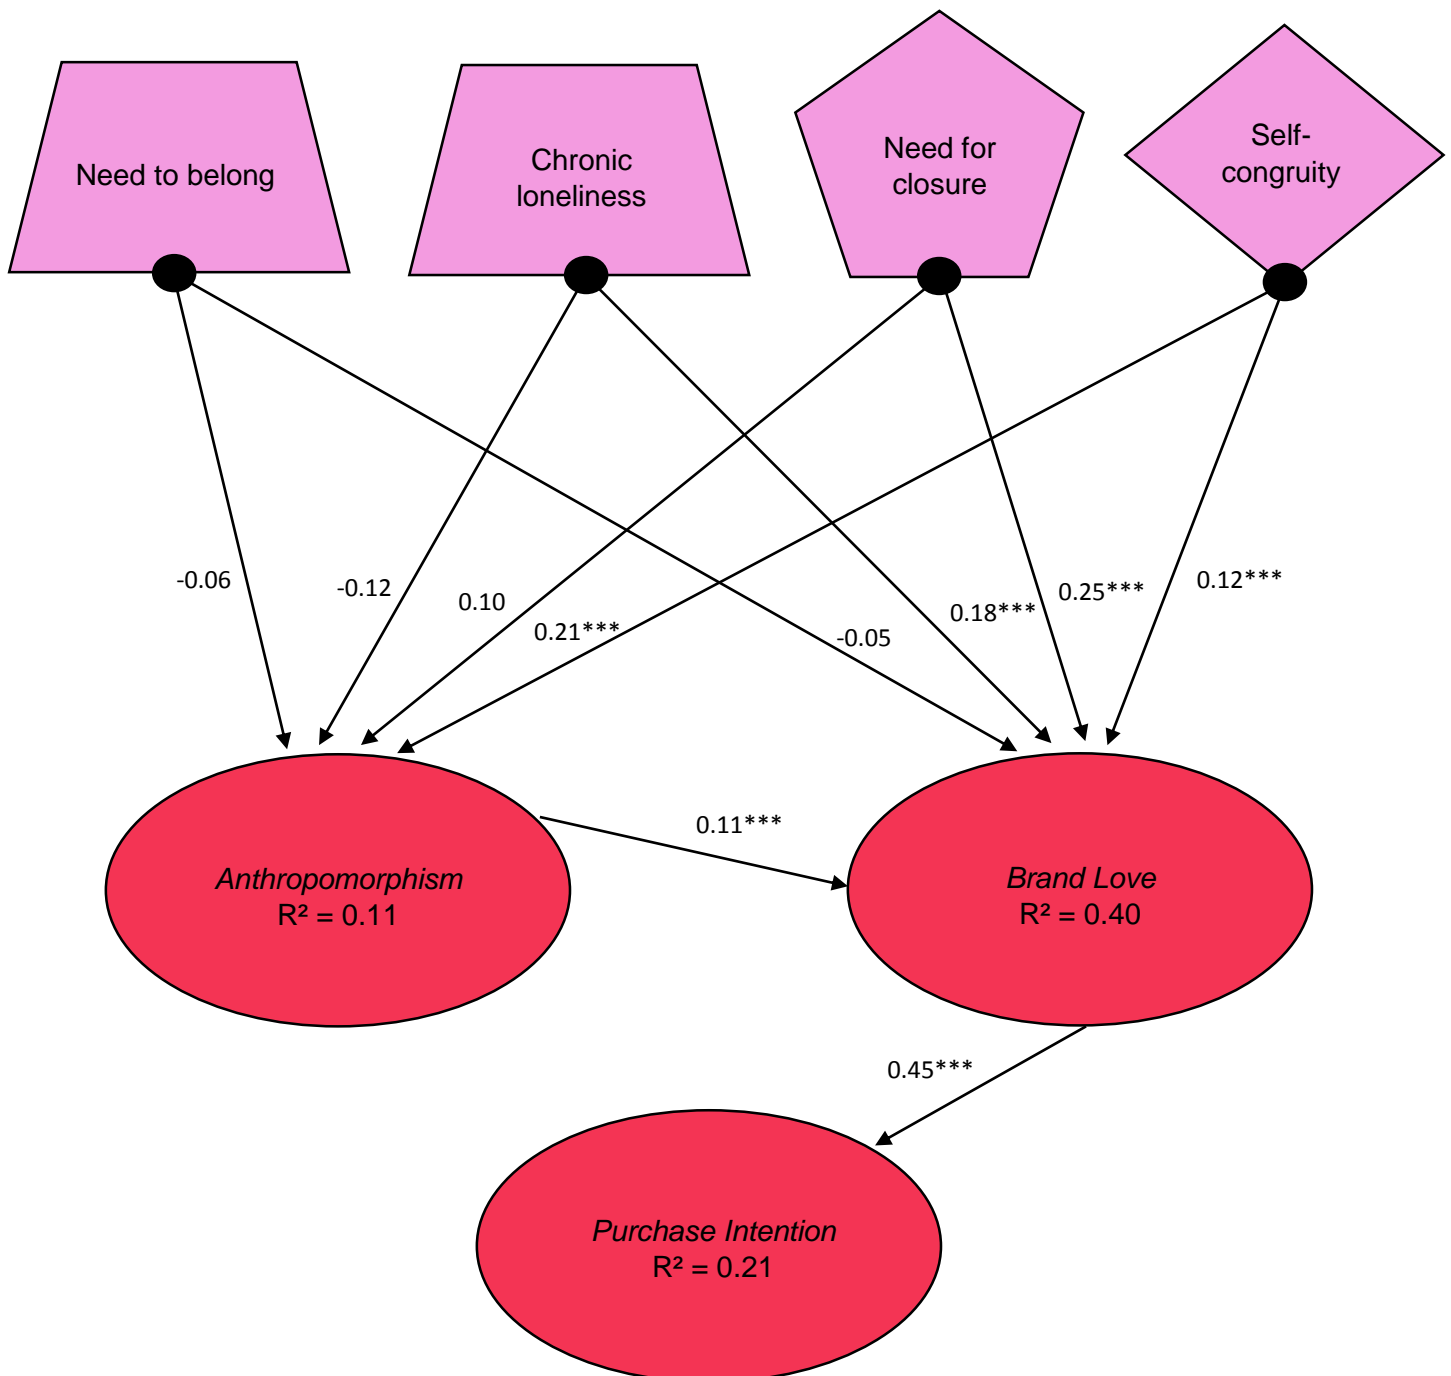 Need to belong
Chronic
loneliness
Need for
closure
Self-
congruity
-0.06
-0.12
0.10
0.21***
-0.05
0.18***
0.25***
0.12***
0.11***
Anthropomorphism
R² = 0.11
Brand Love
R² = 0.40
0.45***
Purchase Intention
R² = 0.21